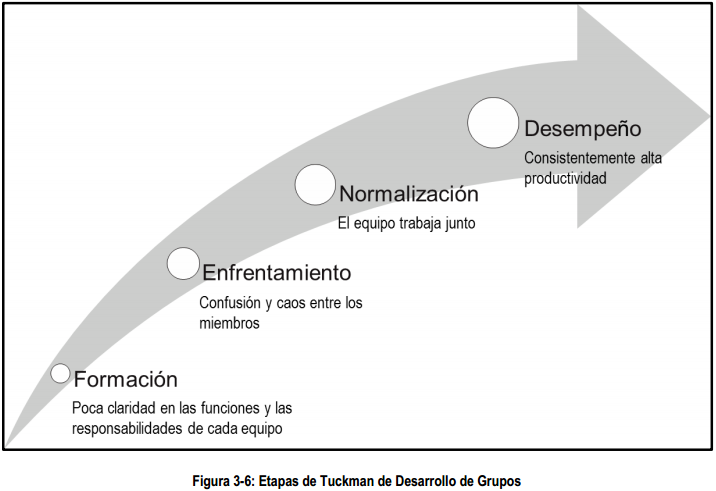 Desempeño
Consistentemente alta
productividad
Normalización
El equipo trabaja junto
Enfrentamiento
Confusión y caos entre los
miembros
Formación
Poca claridad en las funciones y las
responsabilidades de cada equipo
Figura 3-6: Etapas de Tuckman de Desarrollo de Grupos